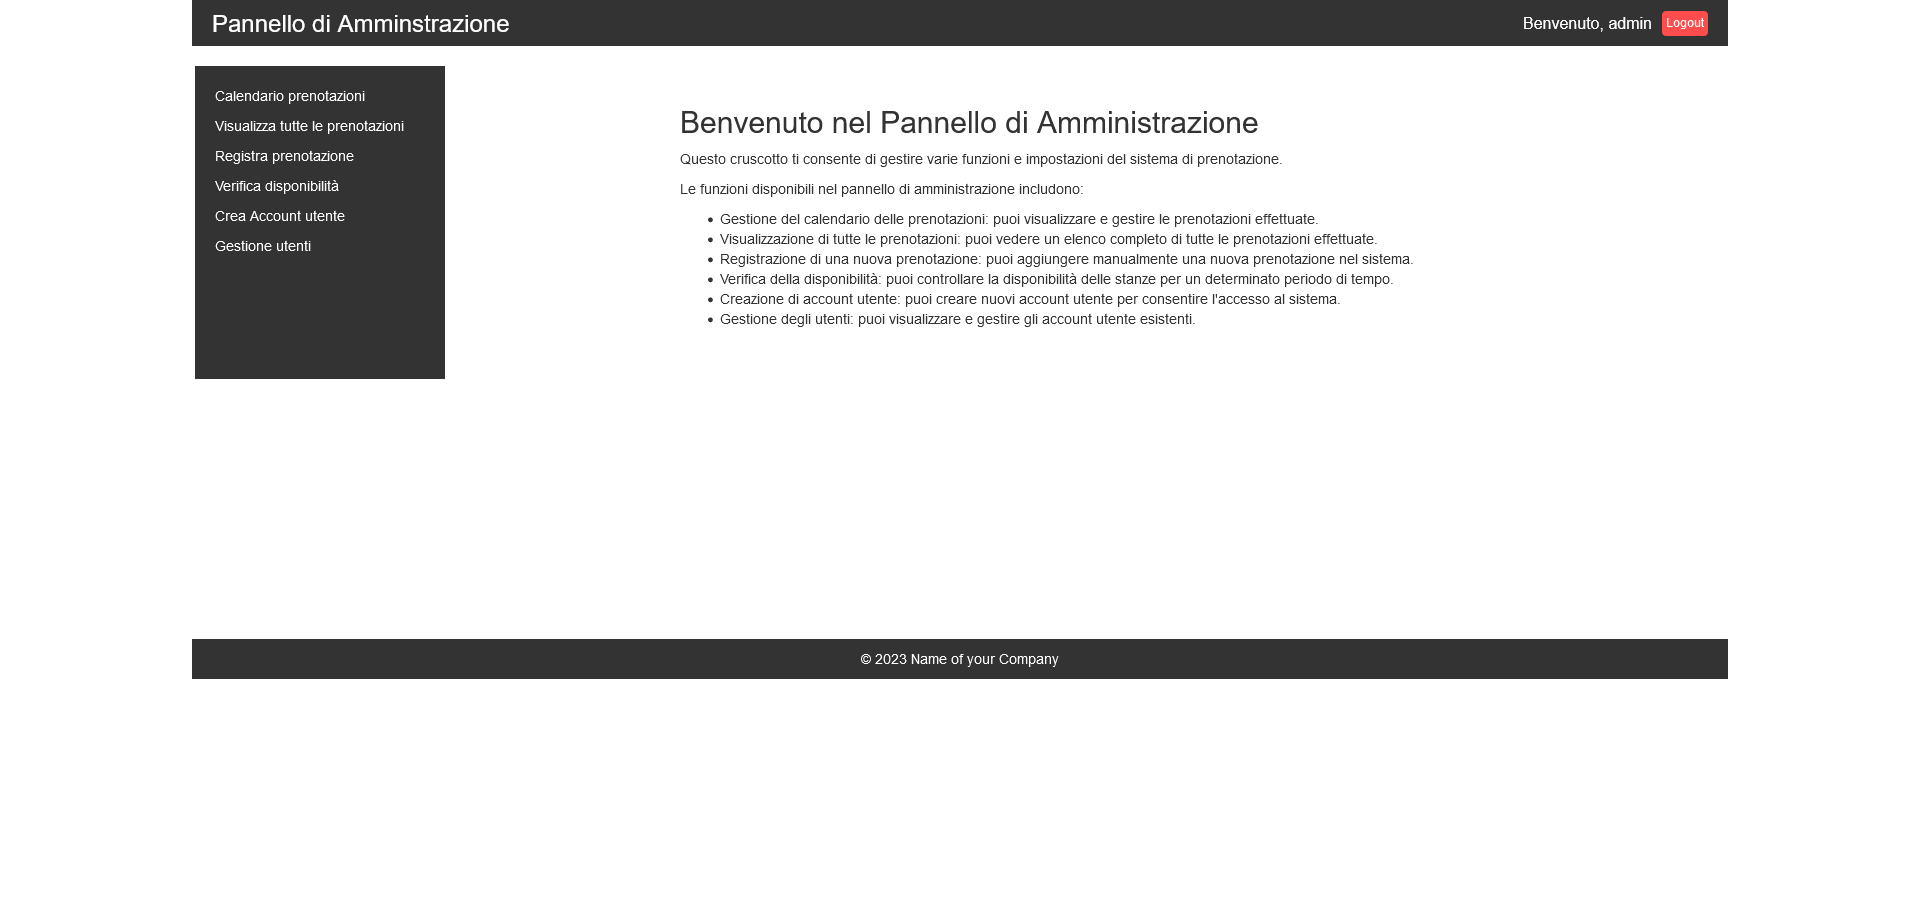 Pannello di Amminstrazione
Benvenuto, admin
Logout
Calendario prenotazioni
Visualizza tutte le prenotazioni
Registra prenotazione
Verifica disponibilità
Crea Account utente
Gestione utenti
Benvenuto nel Pannello di Amministrazione
Questo cruscotto ti consente di gestire varie funzioni e impostazioni del sistema di prenotazione.
Le funzioni disponibili nel pannello di amministrazione includono:
• Gestione del calendario delle prenotazioni: puoi visualizzare e gestire le prenotazioni effettuate.
• Visualizzazione di tutte le prenotazioni: puoi vedere un elenco completo di tutte le prenotazioni effettuate.
• Registrazione di una nuova prenotazione: puoi aggiungere manualmente una nuova prenotazione nel sistema.
• Verifica della disponibilità: puoi controllare la disponibilità delle stanze per un determinato periodo di tempo.
• Creazione di account utente: puoi creare nuovi account utente per consentire l'accesso al sistema.
• Gestione degli utenti: puoi visualizzare e gestire gli account utente esistenti.
© 2023 Name of your Company